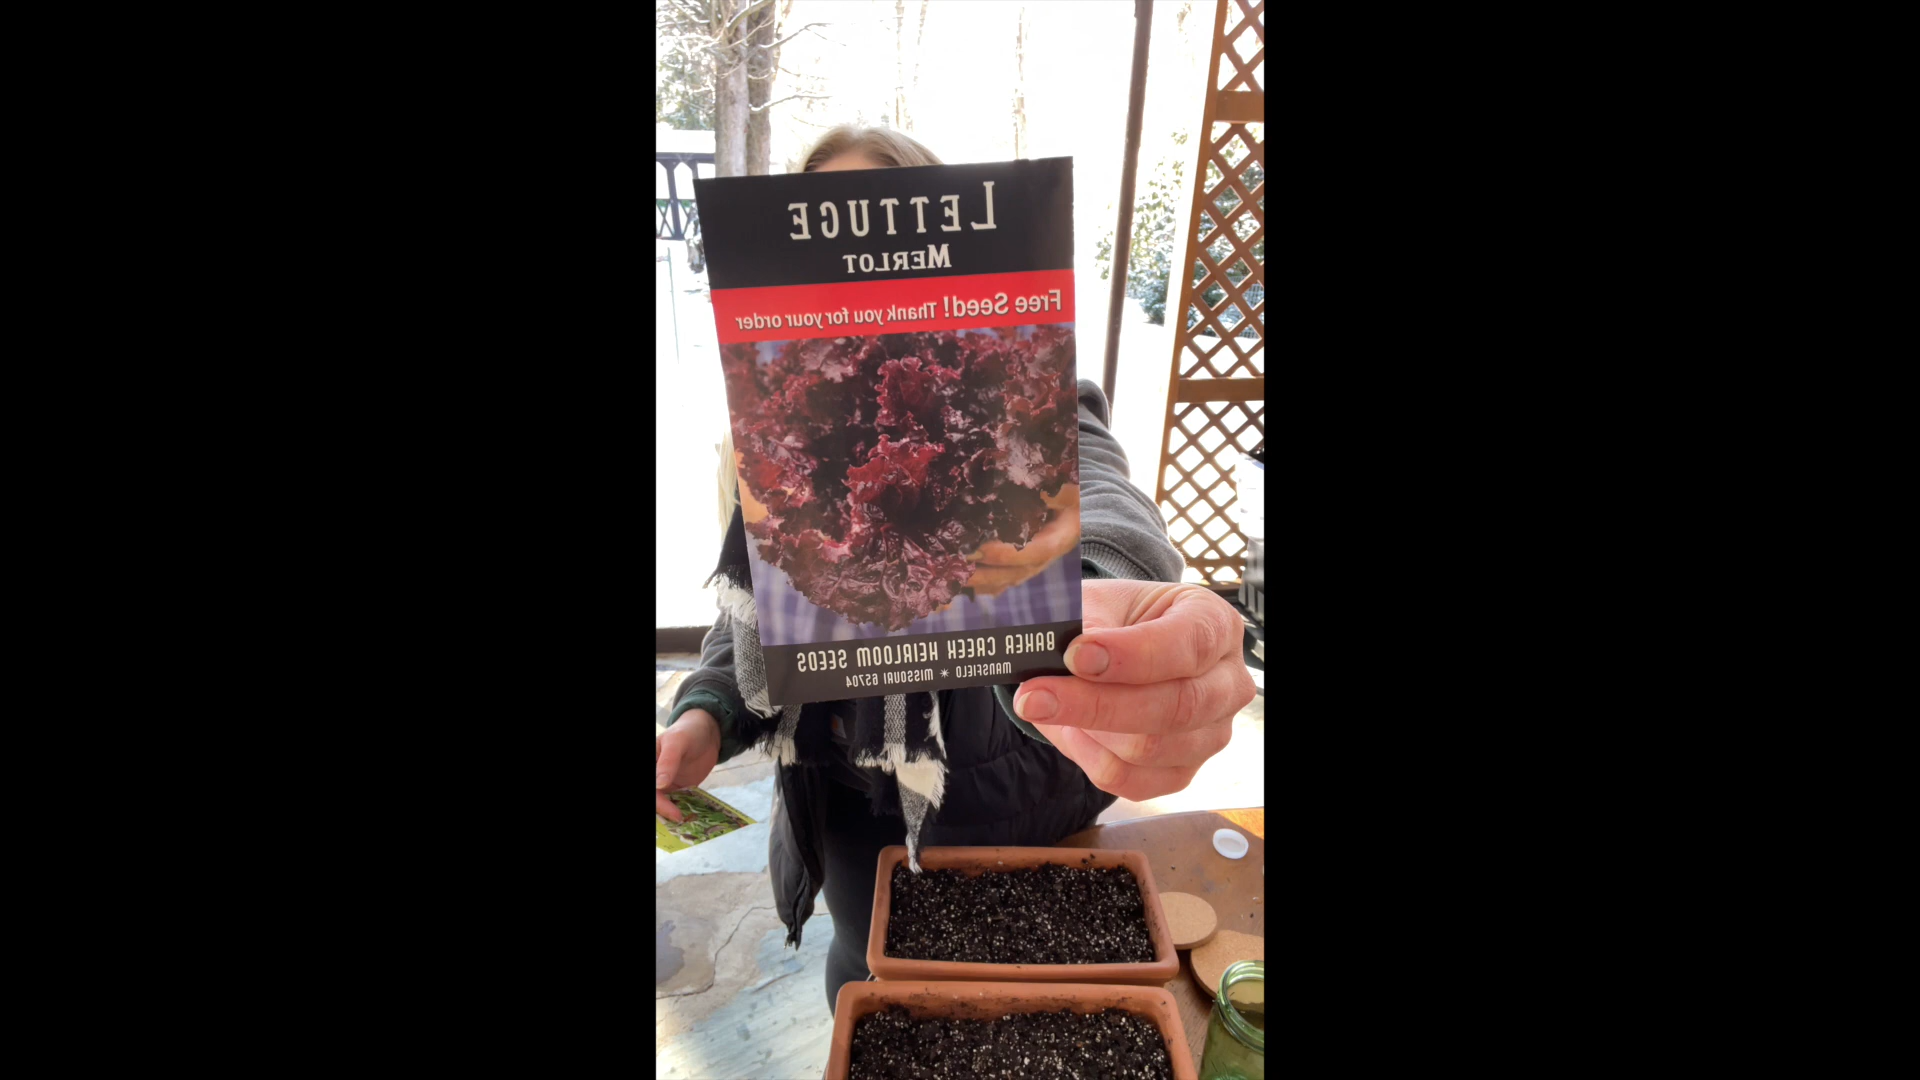 LETTUCE
MERLOT
Free Seed! Thank you for your order
BAKER CREEK HEIRLOOM SEEDS
MANSFIELD * MISSOURI 65704